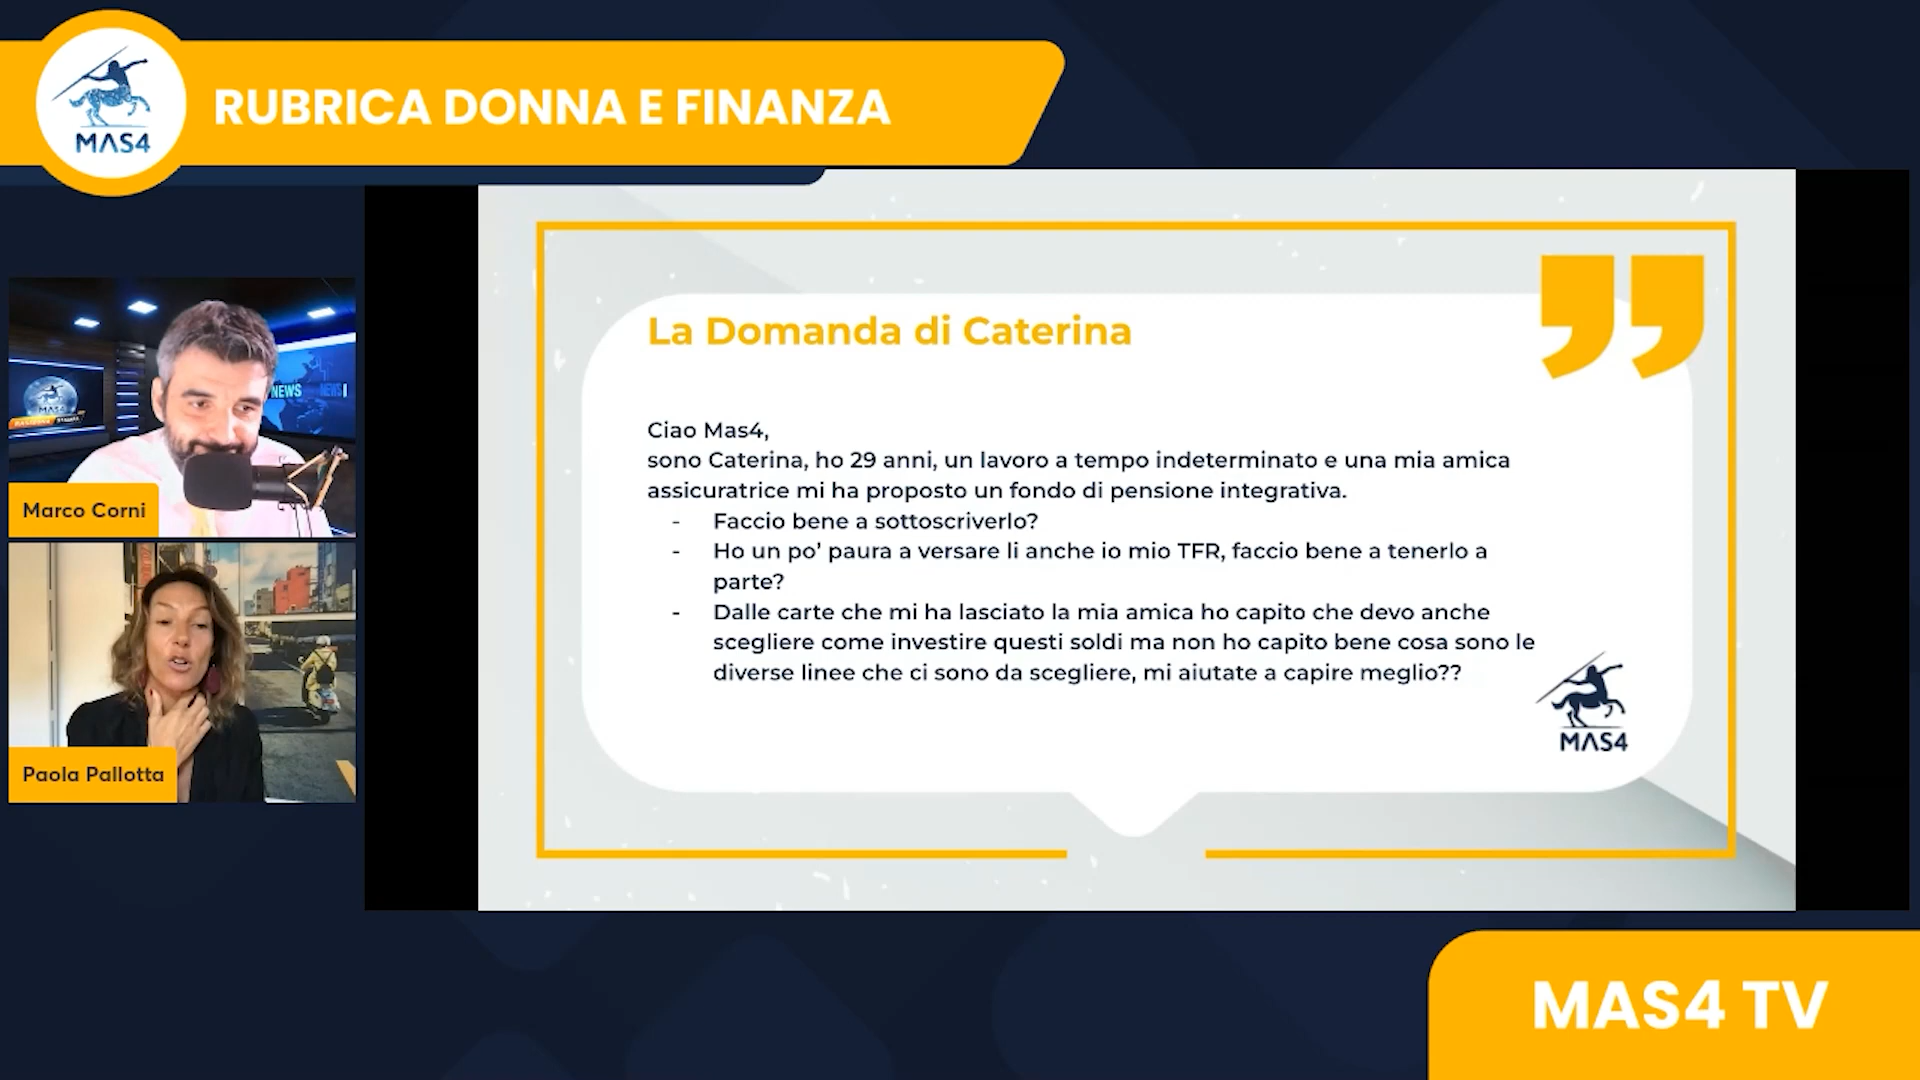 MAS4
RUBRICA DONNA E FINANZA
NEWS
NEWS
MAS4
Marco Corni
Paola Pallotta
La Domanda di Caterina
Ciao Mas4,
sono Caterina, ho 29 anni, un lavoro a tempo indeterminato e una mia amica
assicuratrice mi ha proposto un fondo di pensione integrativa.
- Faccio bene a sottoscriverlo?
- Ho un po’ paura a versare li anche io mio TFR, faccio bene a tenerlo a
parte?
- Dalle carte che mi ha lasciato la mia amica ho capito che devo anche
scegliere come investire questi soldi ma non ho capito bene cosa sono le
diverse linee che ci sono da scegliere, mi aiutate a capire meglio??
MAS4
MAS4 TV